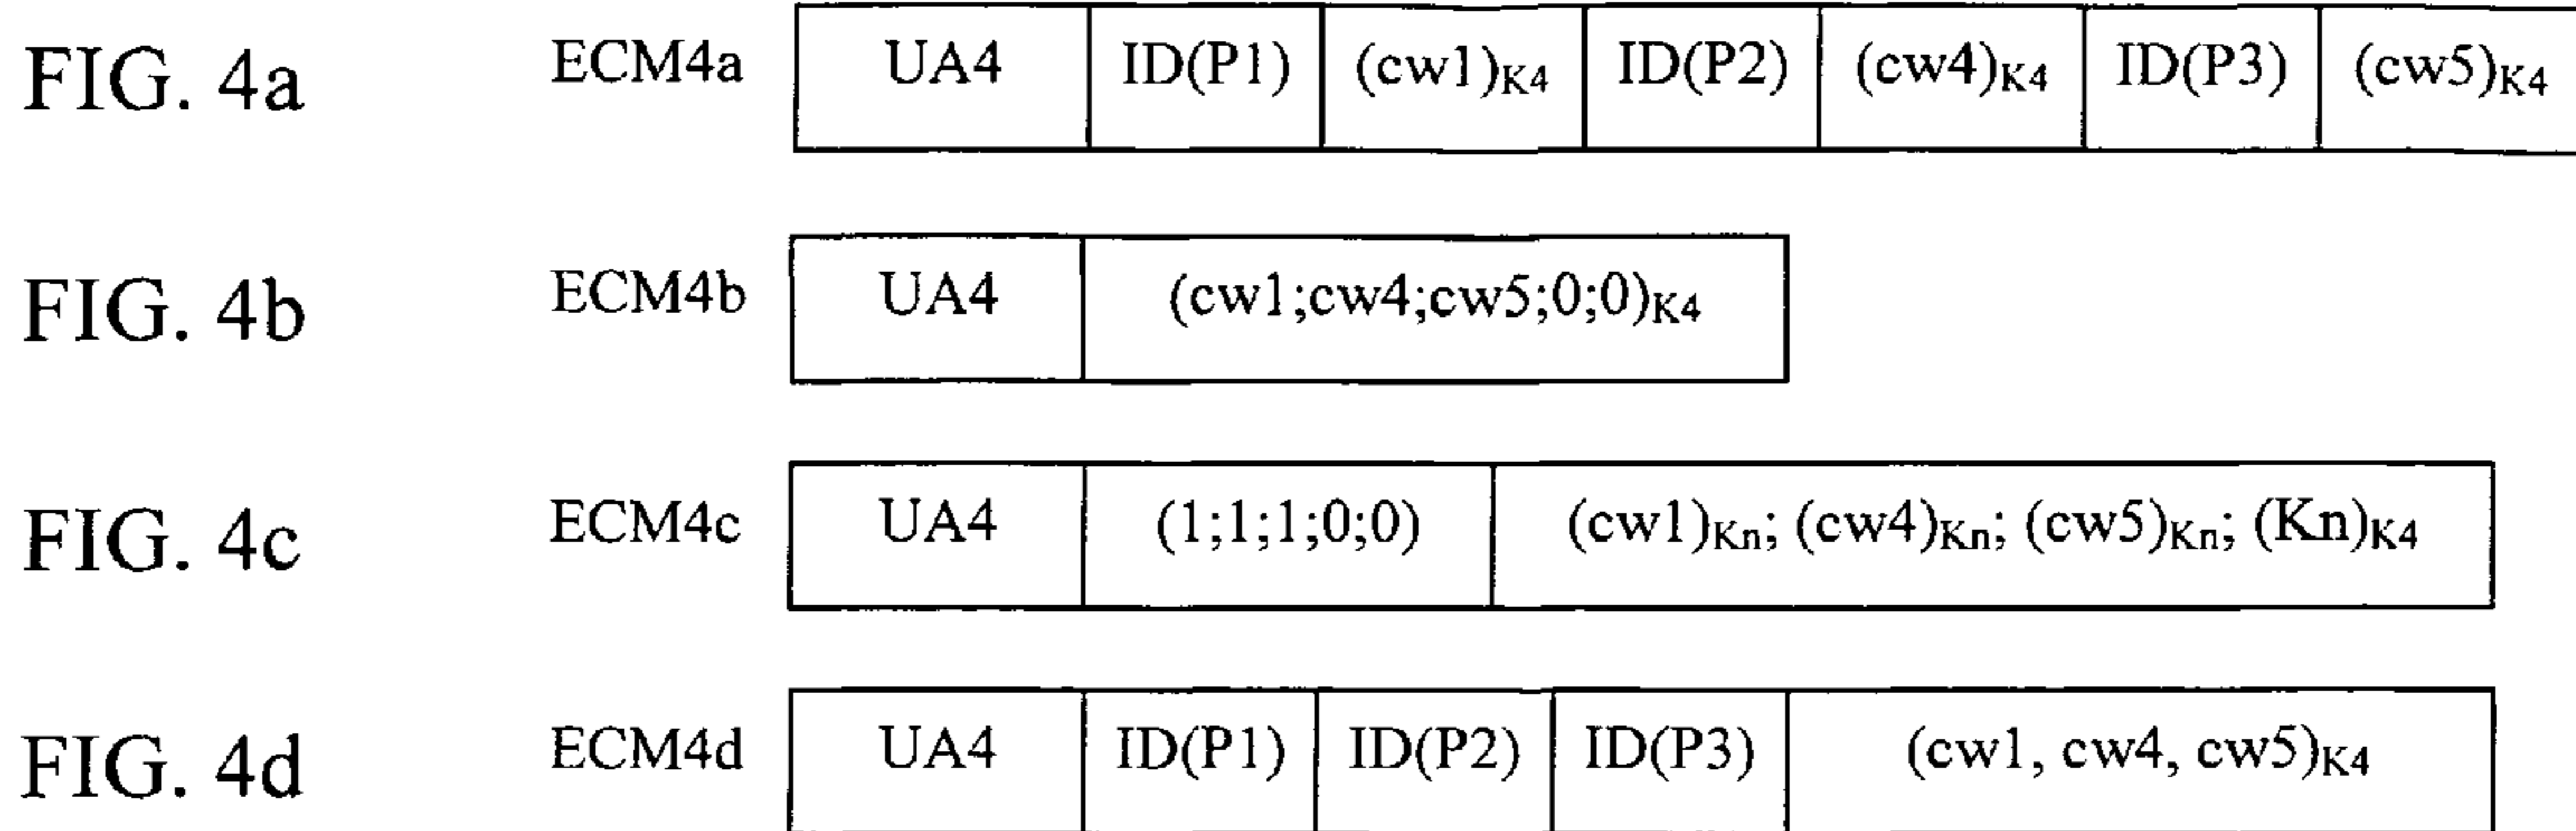 FIG. 4a ECM4a UA4 ID(P1) (cw1)K4 ID(P2) (cw4)K4 ID(P3) (cw5)K4
FIG. 4b ECM4b UA4 (cw1;cw4;cw5;0;0)K4
FIG. 4c ECM4c UA4 (1;1;1;0;0) (cw1)Kn; (cw4)Kn; (cw5)Kn; (Kn)K4
FIG. 4d ECM4d UA4 ID(P1) ID(P2) ID(P3) (cw1, cw4, cw5)K4